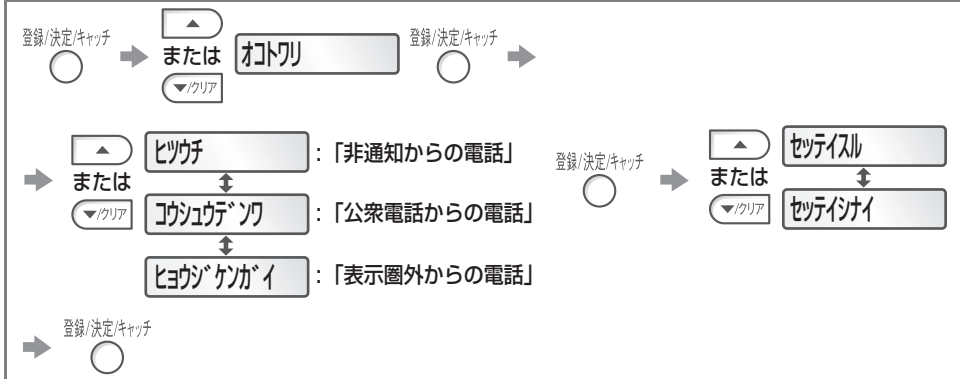 登録/決定/キャッチ
▲
または
▼/クリア
オコトワリ
登録/決定/キャッチ
▲
または
▼/クリア
ヒツウチ
:「非通知からの電話」
コウシュウデンワ
:「公衆電話からの電話」
ヒョウジケンガイ
:「表示圏外からの電話」
登録/決定/キャッチ
▲
または
▼/クリア
セッテイスル
セッテイシナイ
登録/決定/キャッチ